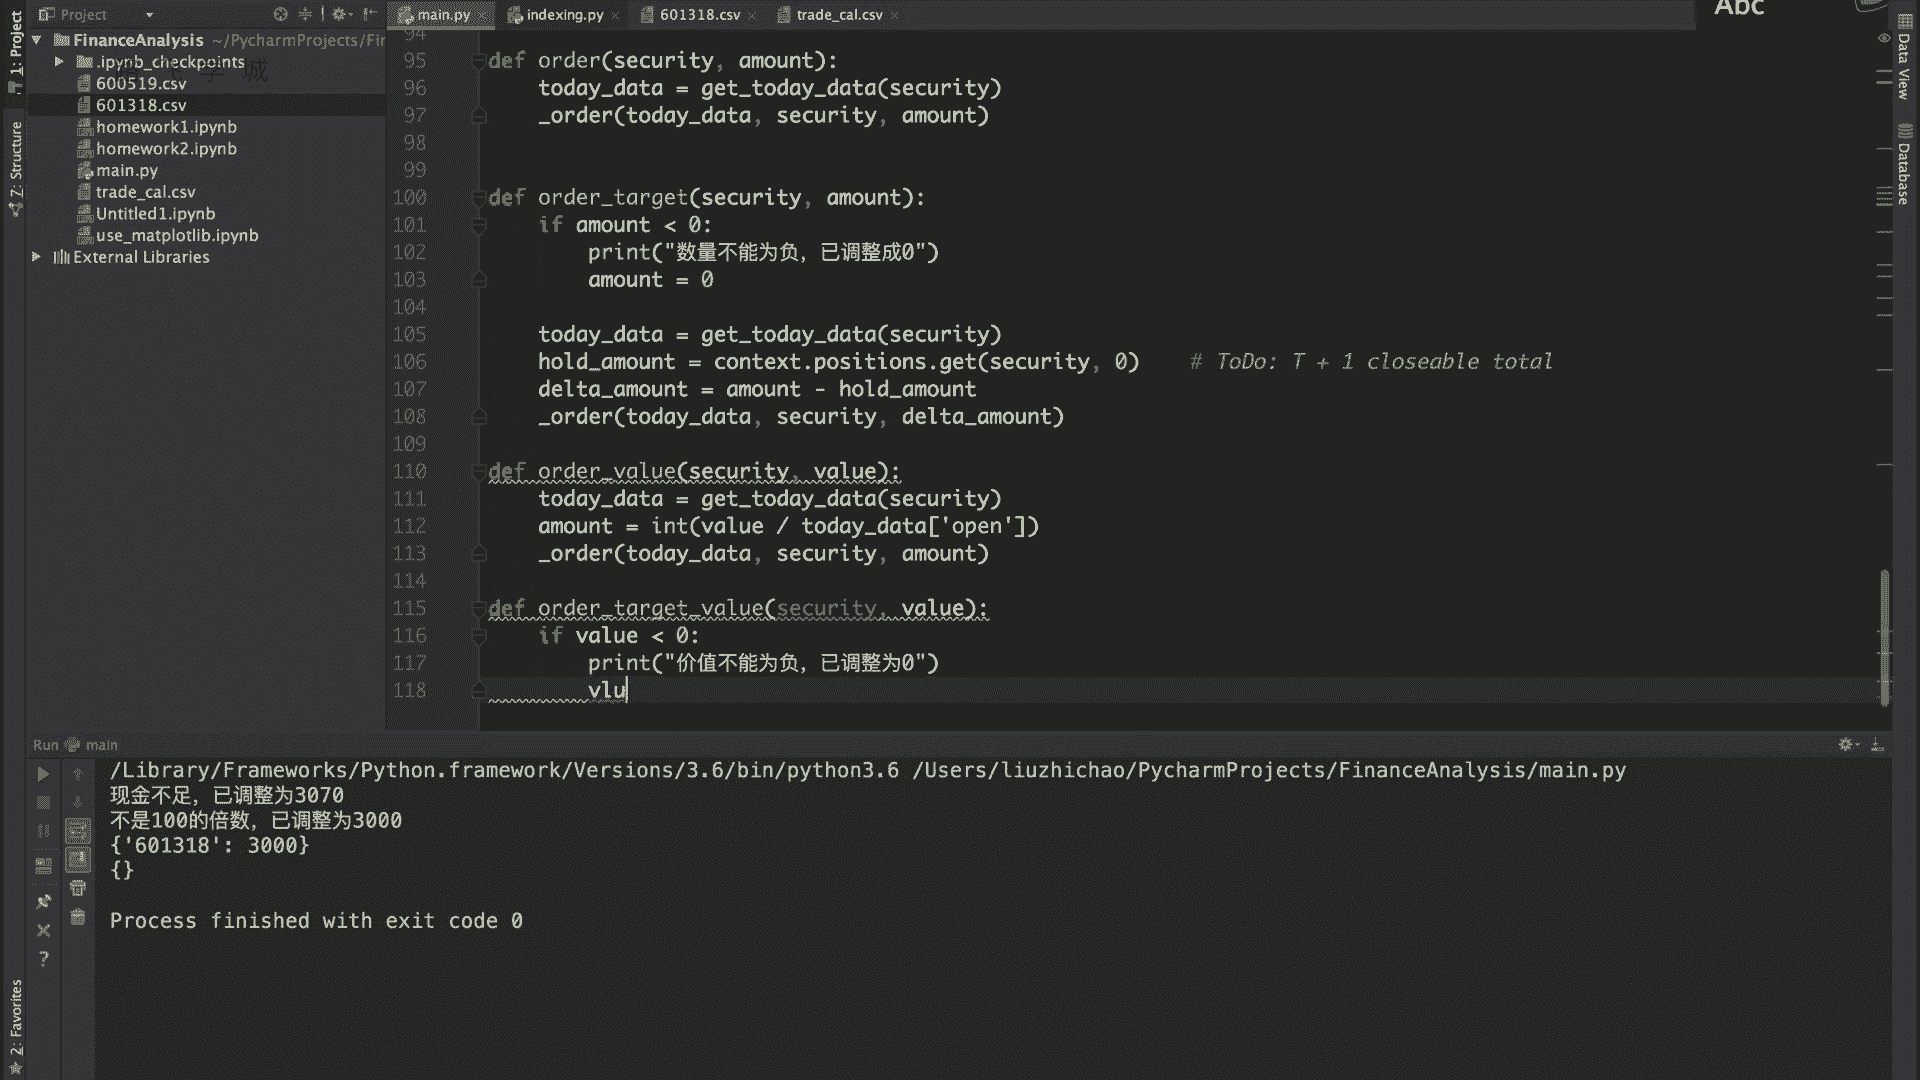 Project
main.py
indexing.py
601318.csv
trade_cal.csv
Abc
1: Project
7: Structure
2: Favorites
Data View
Database
FinanceAnalysis ~/PycharmProjects/Fir
.ipynb_checkpoints
600519.csv
601318.csv
homework1.ipynb
homework2.ipynb
main.py
trade_cal.csv
Untitled1.ipynb
use_matplotlib.ipynb
External Libraries
94
95 def order(security, amount):
96 today_data = get_today_data(security)
97 _order(today_data, security, amount)
98
99
100 def order_target(security, amount):
101 if amount < 0:
102 print("数量不能为负，已调整成0")
103 amount = 0
104
105 today_data = get_today_data(security)
106 hold_amount = context.positions.get(security, 0) # ToDo: T + 1 closeable total
107 delta_amount = amount - hold_amount
108 _order(today_data, security, delta_amount)
109
110 def order_value(security, value):
111 today_data = get_today_data(security)
112 amount = int(value / today_data['open'])
113 _order(today_data, security, amount)
114
115 def order_target_value(security, value):
116 if value < 0:
117 print("价值不能为负，已调整为0")
118 vlu
Run main
/Library/Frameworks/Python.framework/Versions/3.6/bin/python3.6 /Users/liuzhichao/PycharmProjects/FinanceAnalysis/main.py
现金不足，已调整为3070
不是100的倍数，已调整为3000
{'601318': 3000}
{}
Process finished with exit code 0